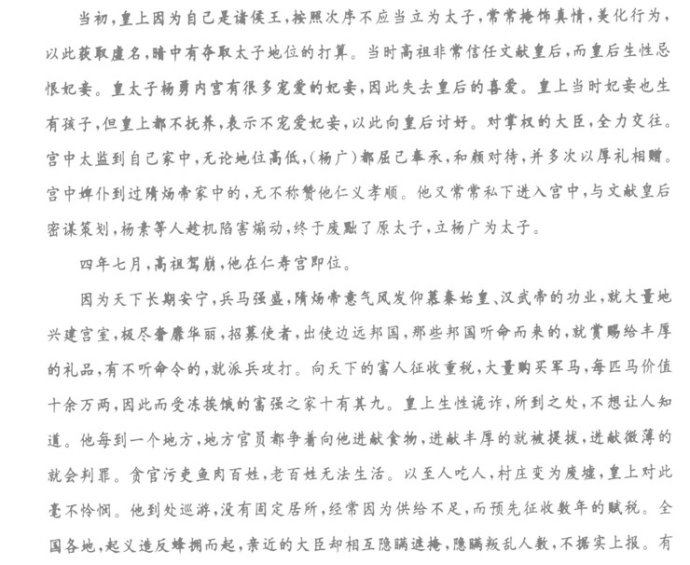 当初,皇上因为自己是诸侯王,按照次序不应当立为太子,常常掩饰真情,美化行为,
以此获取虚名,暗中有夺取太子地位的打算。当时高祖非常信任文献皇后,而皇后生性忌
恨妃妾。皇太子杨勇内宫有很多宠爱的妃妾,因此失去皇后的喜爱。皇上当时妃妾也生
有孩子,但皇上都不抚养,表示不宠爱妃妾,以此向皇后讨好。对掌权的大臣,全力交往。
宫中太监到自己家中,无论地位高低,(杨广)都屈己奉承,和颜对待,并多次以厚礼相赠。
宫中婢仆到过隋炀帝家中的,无不称赞他仁义孝顺。他又常常私下进入宫中,与文献皇后
密谋策划,杨素等人趁机陷害煽动,终于废黜了原太子,立杨广为太子。
四年七月,高祖驾崩,他在仁寿宫即位。
因为天下长期安宁,兵马强盛,隋炀帝意气风发仰慕秦始皇、汉武帝的功业,就大量地
兴建宫室,极尽奢靡华丽,招募使者,出使边远邦国,那些邦国听命而来的,就赏赐给丰厚
的礼品,有不听命令的,就派兵攻打。向天下的富人征收重税,大量购买军马,每匹马价值
十余万两,因此而受冻挨饿的富强之家十有其九。皇上生性诡诈,所到之处,不想让人知
道。他每到一个地方,地方官员都争着向他进献食物,进献丰厚的就被提拔,进献微薄的
就会判罪。贪官污吏鱼肉百姓,老百姓无法生活。以至人吃人,村庄变为废墟,皇上对此
毫不怜悯。他到处巡游,没有固定居所,经常因为供给不足,而预先征收数年的赋税。全
国各地,起义造反蜂拥而起,亲近的大臣却相互隐瞒遮掩,隐瞒叛乱人数,不据实上报。有